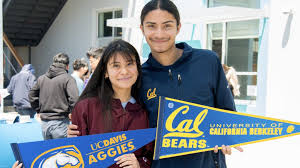 Cal
UC DAVIS
AGGIES
Cal
BEARS
UNIVERSITY OF
CALIFORNIA BERKELEY